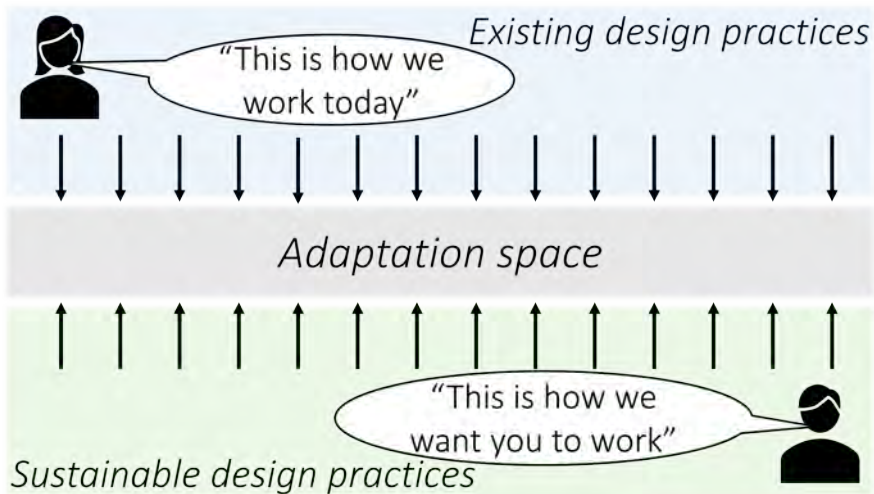 Existing design practices
“This is how we
work today”
Adaptation space
“This is how we
want you to work”
Sustainable design practices